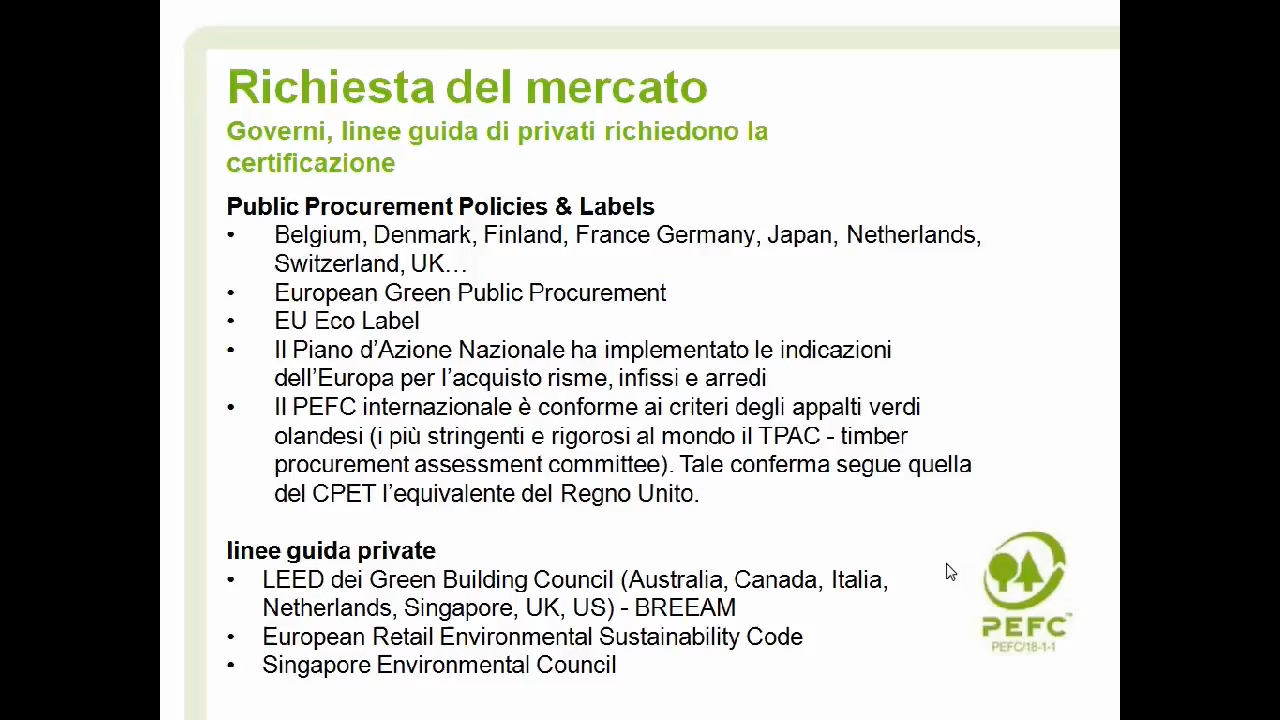 Richiesta del mercato
Governi, linee guida di privati richiedono la
certificazione
Public Procurement Policies & Labels
• Belgium, Denmark, Finland, France Germany, Japan, Netherlands,
Switzerland, UK…
• European Green Public Procurement
• EU Eco Label
• Il Piano d’Azione Nazionale ha implementato le indicazioni
dell’Europa per l’acquisto risme, infissi e arredi
• Il PEFC internazionale è conforme ai criteri degli appalti verdi
olandesi (i più stringenti e rigorosi al mondo il TPAC - timber
procurement assessment committee). Tale conferma segue quella
del CPET l’equivalente del Regno Unito.
linee guida private
• LEED dei Green Building Council (Australia, Canada, Italia,
Netherlands, Singapore, UK, US) - BREEAM
• European Retail Environmental Sustainability Code
• Singapore Environmental Council
PEFC™
PEFC/18-1-1